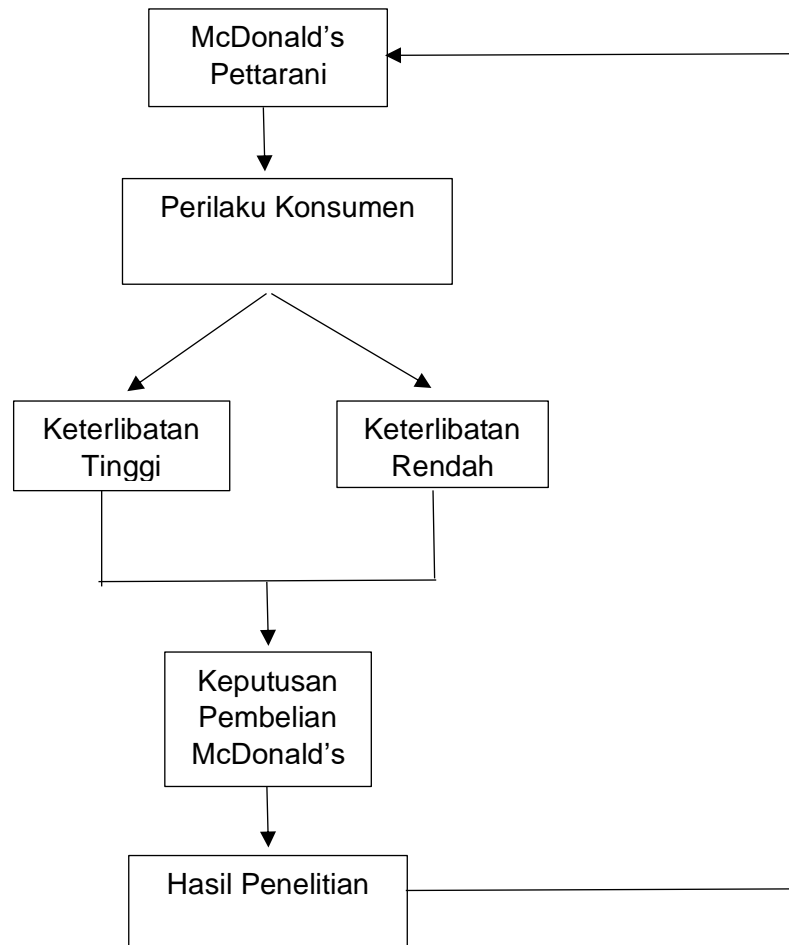 McDonald’s
Pettarani
Perilaku Konsumen
Keterlibatan
Tinggi
Keterlibatan
Rendah
Keputusan
Pembelian
McDonald’s
Hasil Penelitian